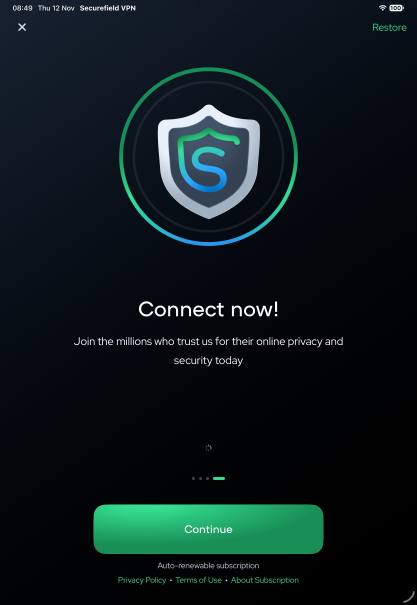 08:49 Thu 12 Nov Securefield VPN 100
✕ Restore
S
Connect now!
Join the millions who trust us for their online privacy and
security today
Continue
Auto-renewable subscription
Privacy Policy • Terms of Use • About Subscription